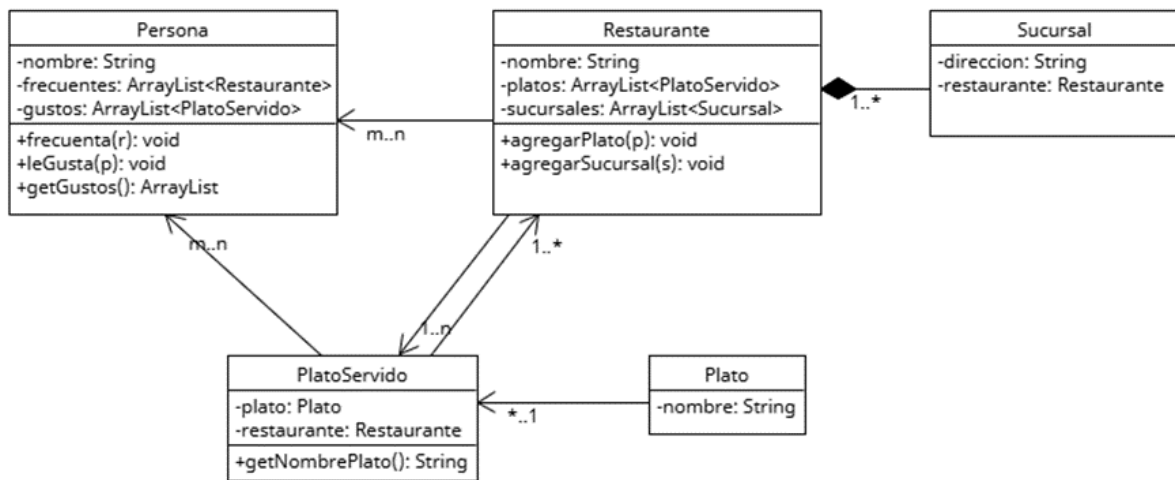 Persona
-nombre: String
-frecuentes: ArrayList<Restaurante>
-gustos: ArrayList<PlatoServido>
+frecuenta(r): void
+leGusta(p): void
+getGustos(): ArrayList
m..n
Restaurante
-nombre: String
-platos: ArrayList<PlatoServido>
-sucursales: ArrayList<Sucursal>
+agregarPlato(p): void
+agregarSucursal(s): void
1..*
Sucursal
-direccion: String
-restaurante: Restaurante
m..n
1..*
1..n
PlatoServido
-plato: Plato
-restaurante: Restaurante
+getNombrePlato(): String
*..1
Plato
-nombre: String